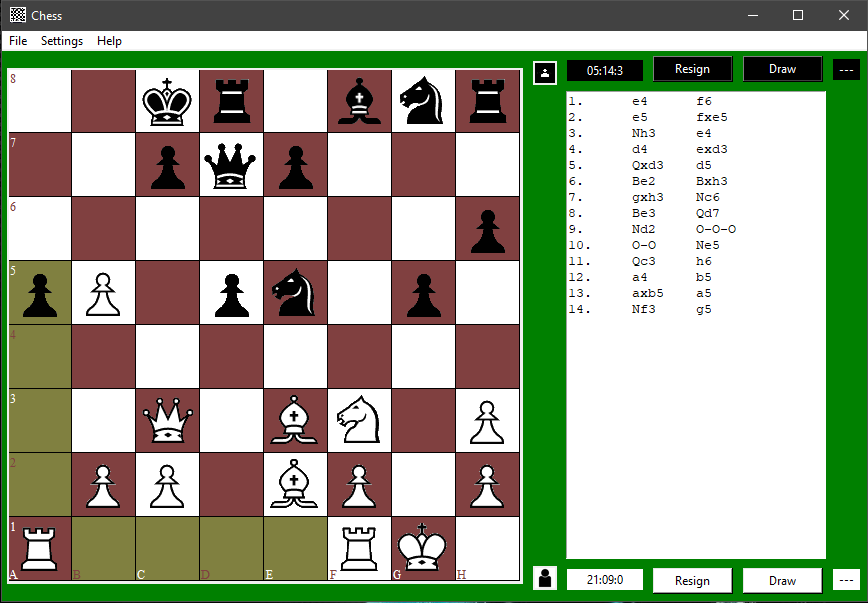 Chess
File Settings Help
05:14:3 Resign Draw ---
1. e4 f6
2. e5 fxe5
3. Nh3 e4
4. d4 exd3
5. Qxd3 d5
6. Be2 Bxh3
7. gxh3 Nc6
8. Be3 Qd7
9. Nd2 O-O-O
10. O-O Ne5
11. Qc3 h6
12. a4 b5
13. axb5 a5
14. Nf3 g5
8
7
6
5
4
3
2
1
A B C D E F G H
21:09:0 Resign Draw ---